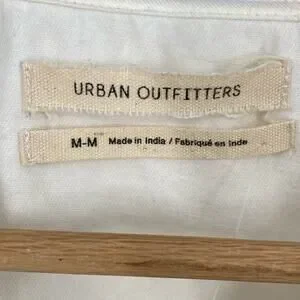 URBAN OUTFITTERS
M-M Made in India / Fabriqué en Inde